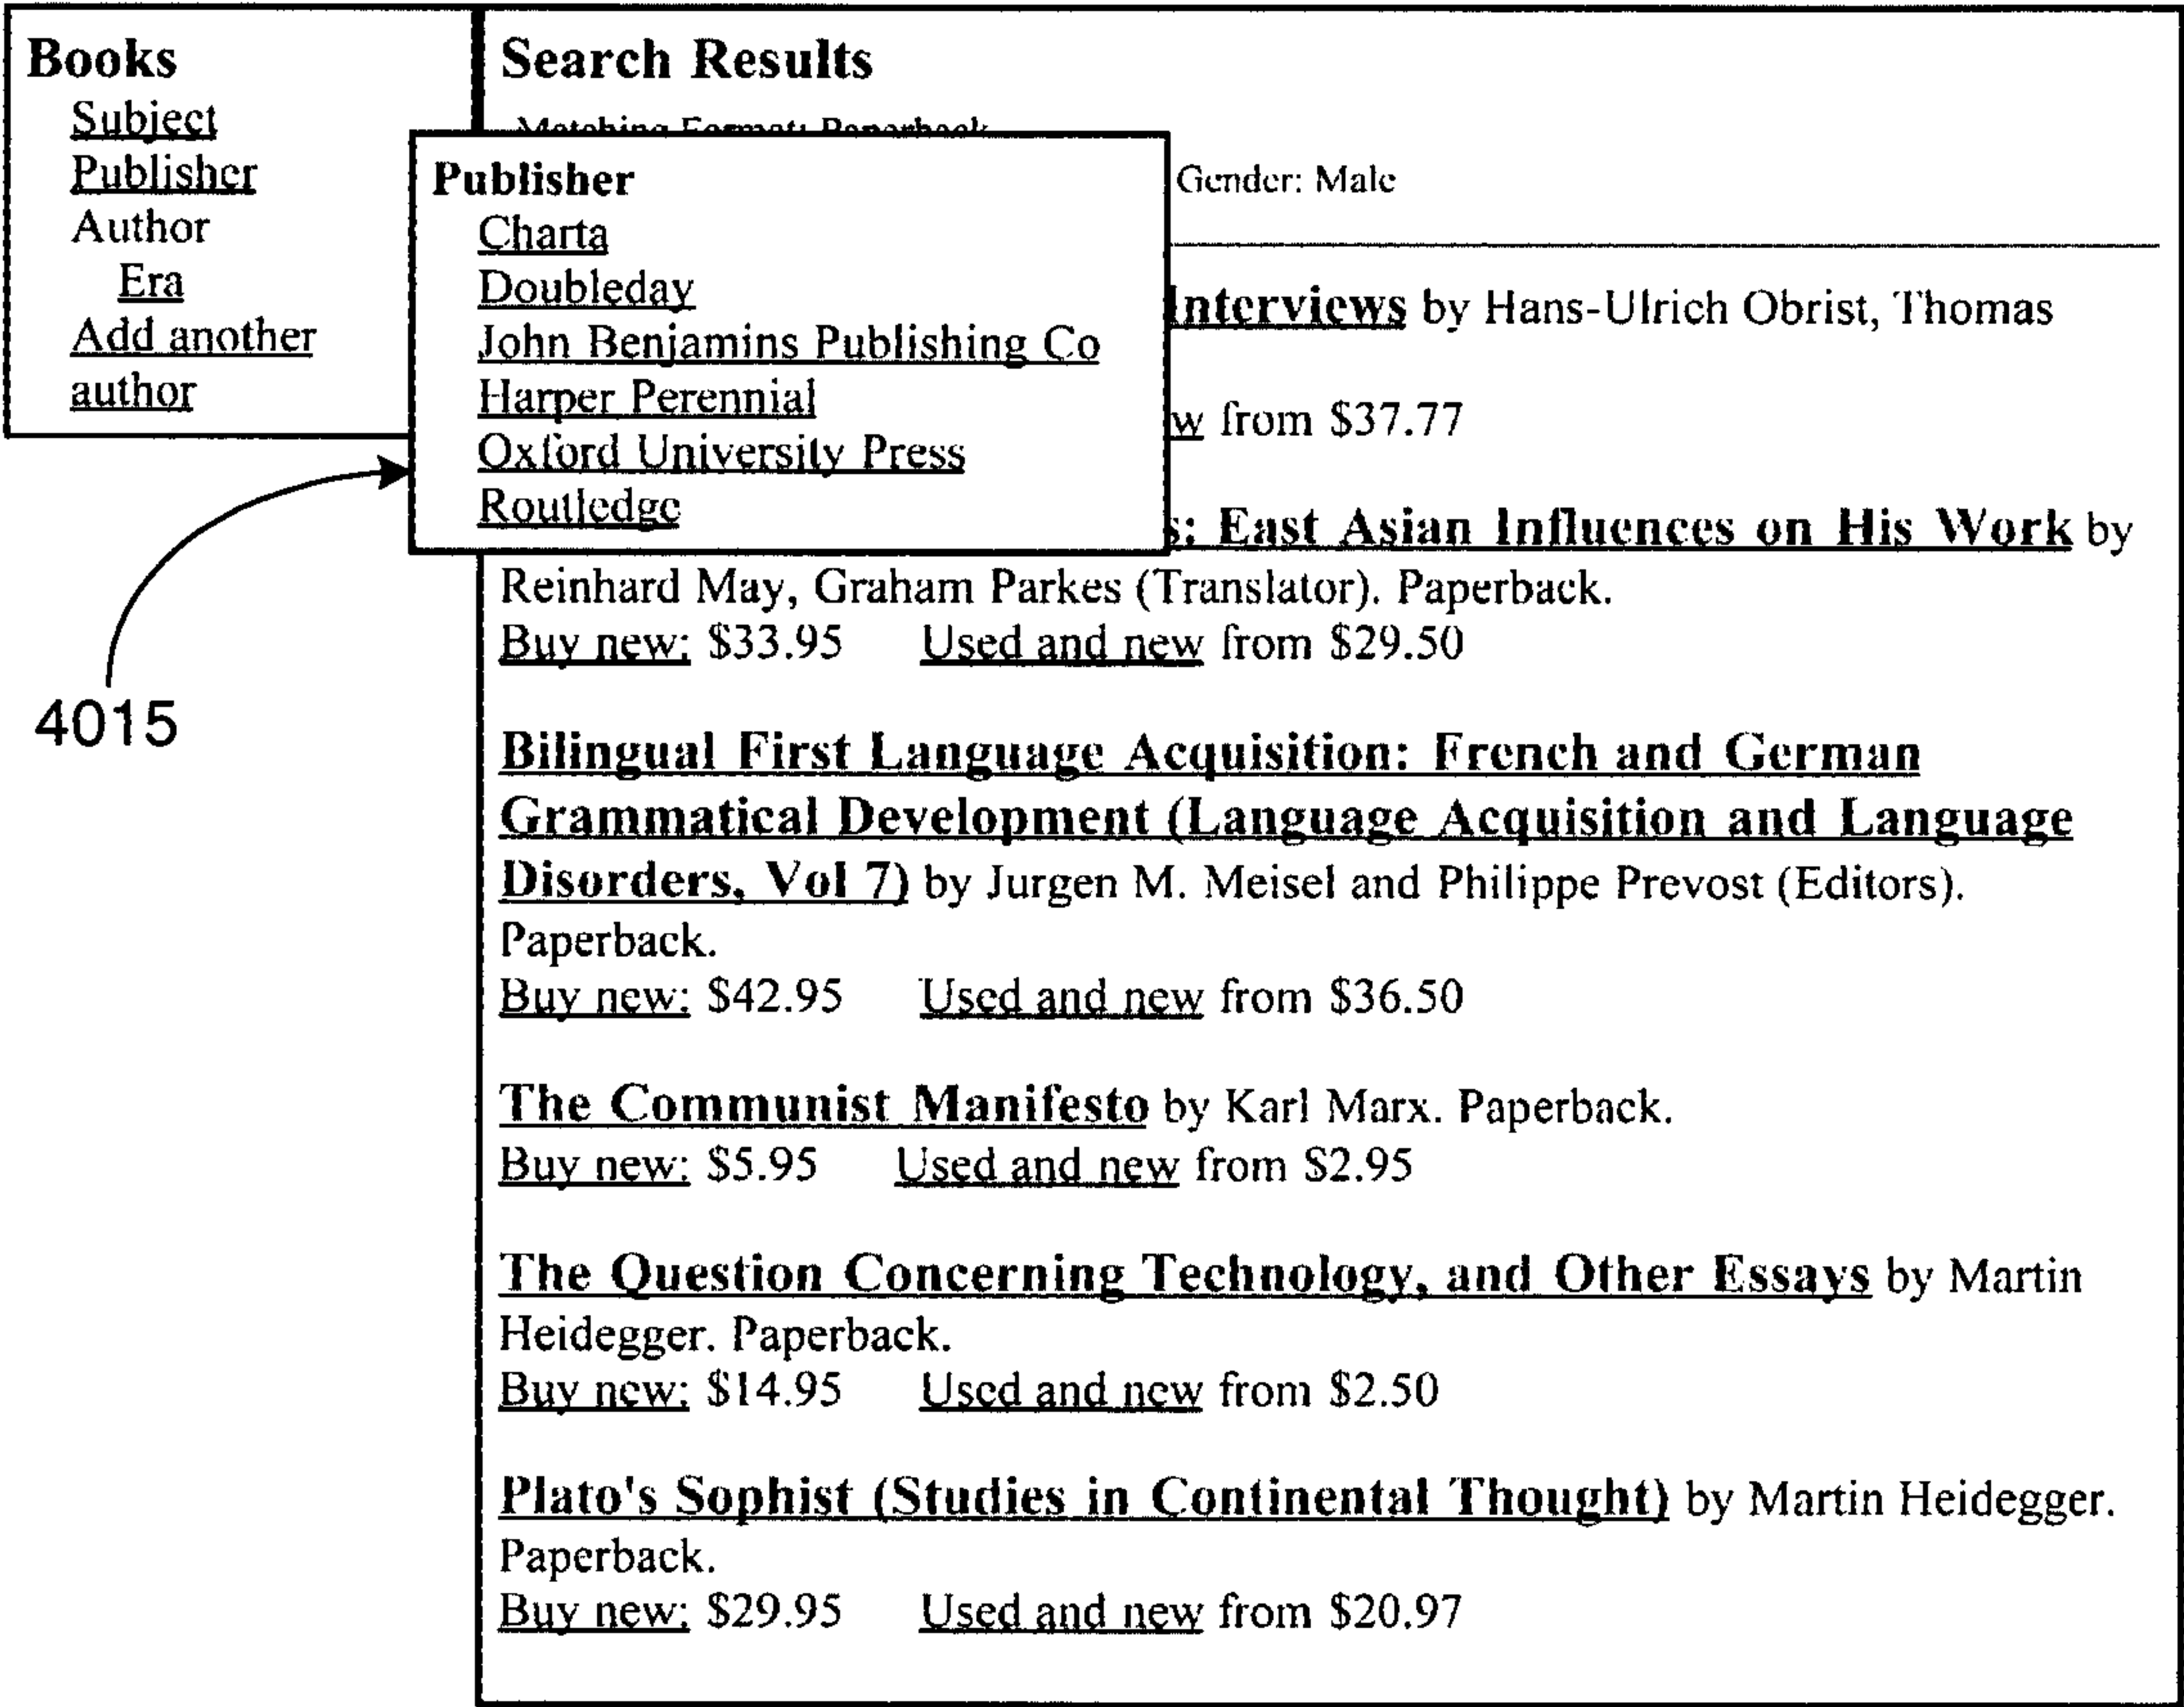 Books
Subject
Publisher
Author
Era
Add another
author
Search Results
Matching Format: Paperback
Gender: Male
Publisher
Charta
Doubleday
John Benjamins Publishing Co
Harper Perennial
Oxford University Press
Routledge
Interviews by Hans-Ulrich Obrist, Thomas
w from $37.77
s: East Asian Influences on His Work by
Reinhard May, Graham Parkes (Translator). Paperback.
Buy new: $33.95 Used and new from $29.50
4015
Bilingual First Language Acquisition: French and German
Grammatical Development (Language Acquisition and Language
Disorders, Vol 7) by Jurgen M. Meisel and Philippe Prevost (Editors).
Paperback.
Buy new: $42.95 Used and new from $36.50
The Communist Manifesto by Karl Marx. Paperback.
Buy new: $5.95 Used and new from $2.95
The Question Concerning Technology, and Other Essays by Martin
Heidegger. Paperback.
Buy new: $14.95 Used and new from $2.50
Plato's Sophist (Studies in Continental Thought) by Martin Heidegger.
Paperback.
Buy new: $29.95 Used and new from $20.97